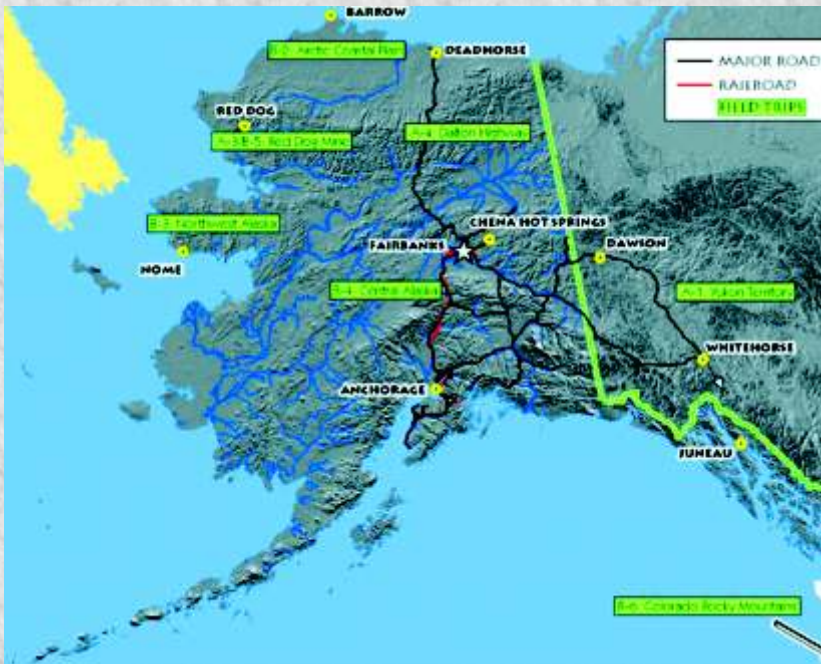 BARROW
B-2: Arctic Coastal Plain
DEADHORSE
MAJOR ROAD
RAILROAD
FIELD TRIPS
RED DOG
A-4: Dalton Highway
A-3/B-5: Red Dog Mine
B-3: Northwest Alaska
CHENA HOT SPRINGS
FAIRBANKS
DAWSON
NOME
B-4: Central Alaska
A-1: Yukon Territory
WHITEHORSE
ANCHORAGE
JUNEAU
B-6: Colorado Rocky Mountains